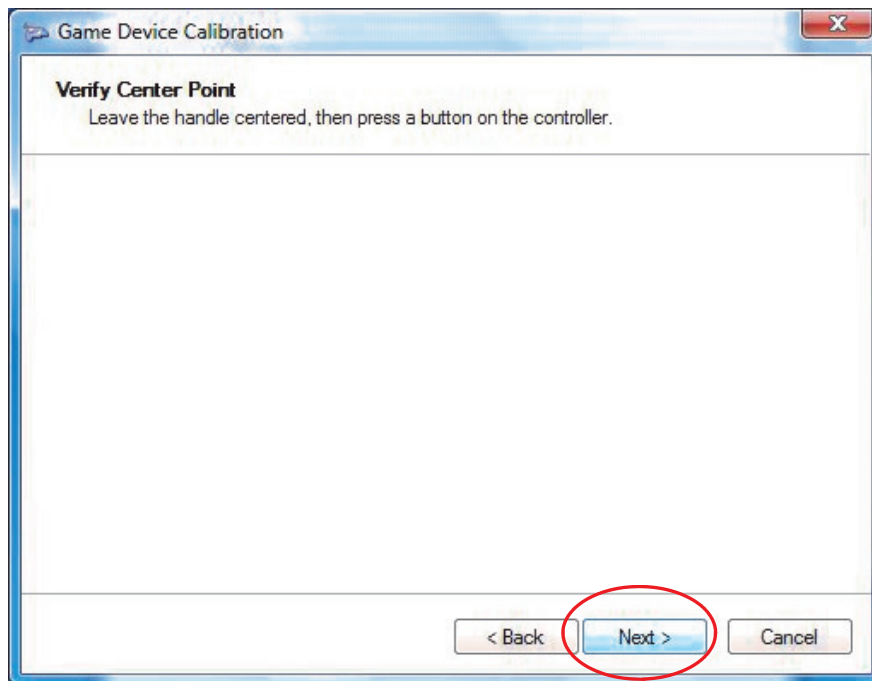 Game Device Calibration
X
Verify Center Point
Leave the handle centered, then press a button on the controller.
< Back Next > Cancel